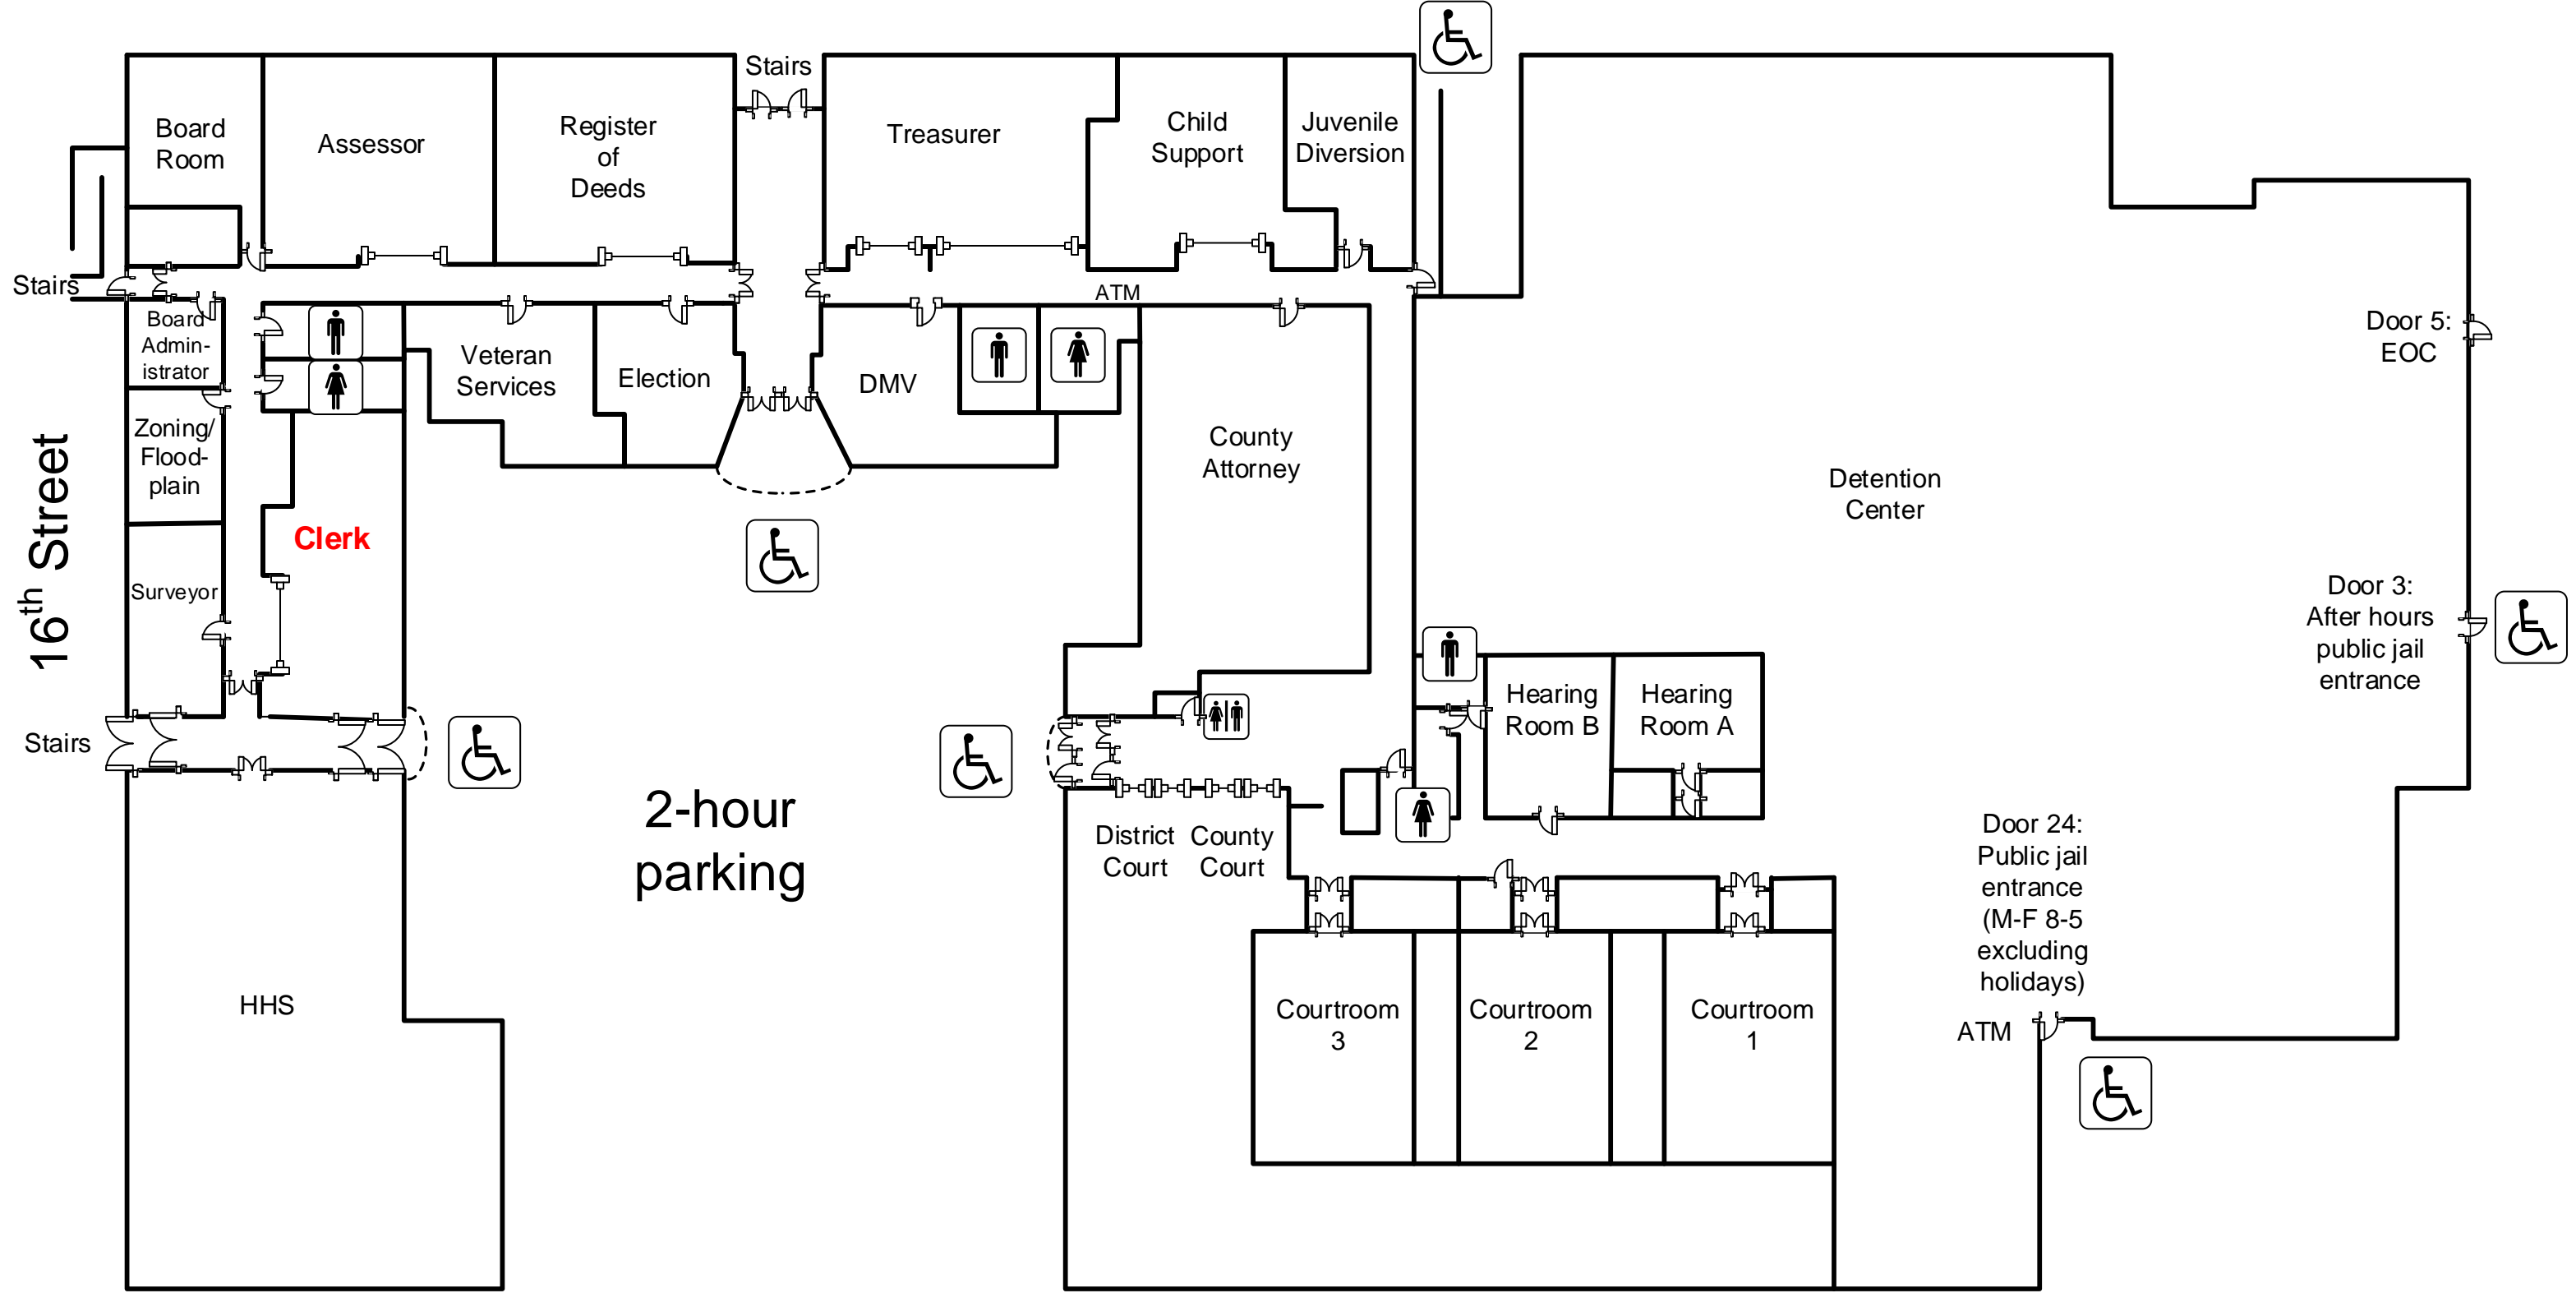 Stairs
Board
Room
Assessor
Register
of
Deeds
Treasurer
Child
Support
Juvenile
Diversion
Stairs
ATM
Board
Admin-
istrator
Veteran
Services
Election
DMV
Door 5:
EOC
Zoning/
Flood-
plain
County
Attorney
Detention
Center
16th Street
Clerk
Surveyor
Door 3:
After hours
public jail
entrance
Hearing
Room B
Hearing
Room A
Stairs
2-hour
parking
District
Court
County
Court
Door 24:
Public jail
entrance
(M-F 8-5
excluding
holidays)
HHS
Courtroom
3
Courtroom
2
Courtroom
1
ATM